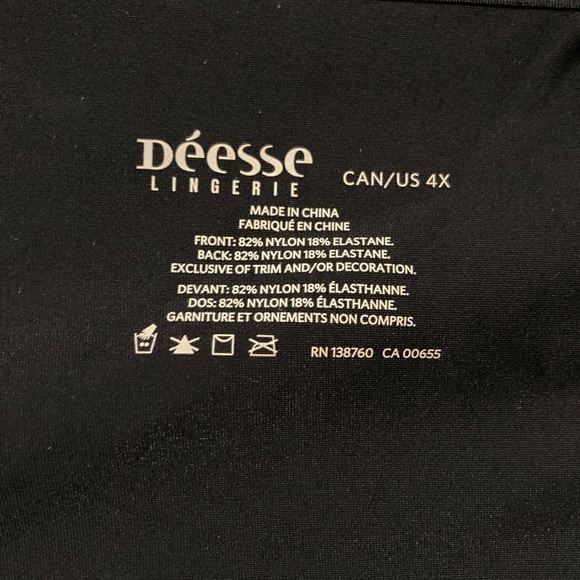 Déesse
LINGERIE
CAN/US 4X
MADE IN CHINA
FABRIQUÉ EN CHINE
FRONT: 82% NYLON 18% ELASTANE.
BACK: 82% NYLON 18% ELASTANE.
EXCLUSIVE OF TRIM AND/OR DECORATION.
DEVANT: 82% NYLON 18% ÉLASTHANNE.
DOS: 82% NYLON 18% ÉLASTHANNE.
GARNITURE ET ORNEMENTS NON COMPRIS.
RN 138760 CA 00655